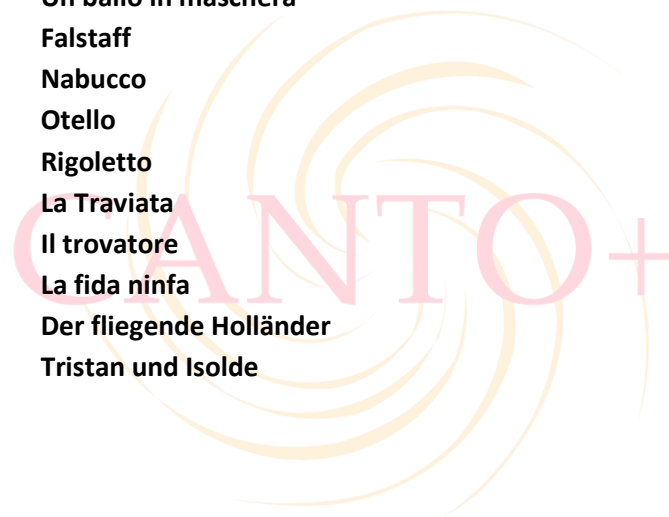 Un ballo in maschera
Falstaff
Nabucco
Otello
Rigoletto
La Traviata
Il trovatore
La fida ninfa
Der fliegende Holländer
Tristan und Isolde
CANTO+